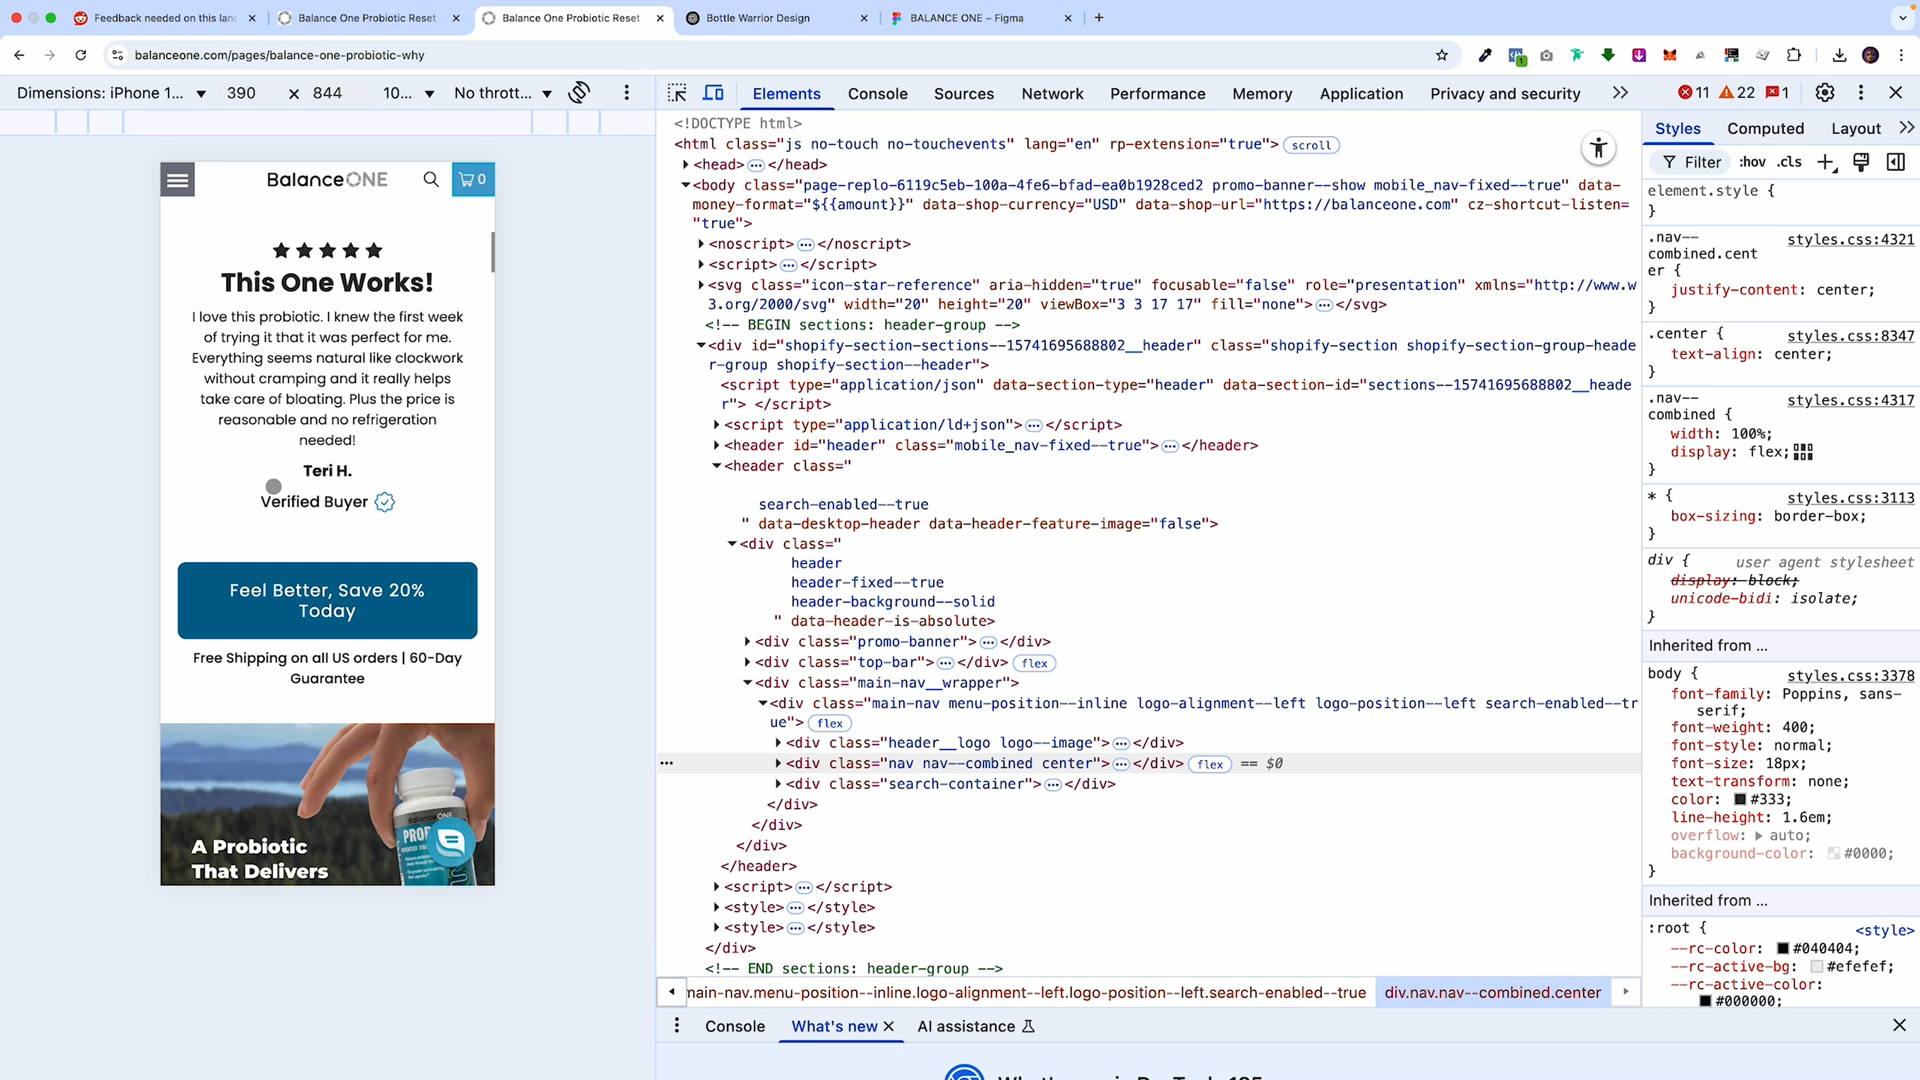 Feedback needed on this lan
Balance One Probiotic Reset
Balance One Probiotic Reset
Bottle Warrior Design
BALANCE ONE – Figma
balanceone.com/pages/balance-one-probiotic-why
1
Dimensions: iPhone 1...
390
×
844
10...
No thrott...
Elements
Console
Sources
Network
Performance
Memory
Application
Privacy and security
11
22
1
BalanceONE
0
This One Works!
I love this probiotic. I knew the first week
of trying it that it was perfect for me.
Everything seems natural like clockwork
without cramping and it really helps
take care of bloating. Plus the price is
reasonable and no refrigeration
needed!
Teri H.
Verified Buyer
Feel Better, Save 20%
Today
Free Shipping on all US orders | 60-Day
Guarantee
BalanceONE
PROB
A Probiotic
That Delivers
<!DOCTYPE html>
<html class="js no-touch no-touchevents" lang="en" rp-extension="true"> scroll
<head> ••• </head>
<body class="page-replo-6119c5eb-100a-4fe6-bfad-ea0b1928ced2 promo-banner--show mobile_nav-fixed--true" data-
money-format="${{amount}}" data-shop-currency="USD" data-shop-url="https://balanceone.com" cz-shortcut-listen=
"true">
<noscript> ••• </noscript>
<script> ••• </script>
<svg class="icon-star-reference" aria-hidden="true" focusable="false" role="presentation" xmlns="http://www.w
3.org/2000/svg" width="20" height="20" viewBox="3 3 17 17" fill="none"> ••• </svg>
<!-- BEGIN sections: header-group -->
<div id="shopify-section-sections--15741695688802__header" class="shopify-section shopify-section-group-heade
r-group shopify-section--header">
<script type="application/json" data-section-type="header" data-section-id="sections--15741695688802__heade
r"> </script>
<script type="application/ld+json"> ••• </script>
<header id="header" class="mobile_nav-fixed--true"> ••• </header>
<header class="
search-enabled--true
" data-desktop-header data-header-feature-image="false">
<div class="
header
header-fixed--true
header-background--solid
" data-header-is-absolute>
<div class="promo-banner"> ••• </div>
<div class="top-bar"> ••• </div> flex
<div class="main-nav__wrapper">
<div class="main-nav menu-position--inline logo-alignment--left logo-position--left search-enabled--tr
ue"> flex
<div class="header__logo logo--image"> ••• </div>
••• <div class="nav nav--combined center"> ••• </div> flex == $0
<div class="search-container"> ••• </div>
</div>
</div>
</div>
</header>
<script> ••• </script>
<style> ••• </style>
<style> ••• </style>
</div>
<!-- END sections: header-group -->
main-nav.menu-position--inline.logo-alignment--left.logo-position--left.search-enabled--true
div.nav.nav--combined.center
Console
What's new
AI assistance
Styles
Computed
Layout
Filter
:hov
.cls
element.style {
}
.nav-- styles.css:4321
combined.cent
er {
justify-content: center;
}
.center { styles.css:8347
text-align: center;
}
.nav-- styles.css:4317
combined {
width: 100%;
display: flex;
}
* { styles.css:3113
box-sizing: border-box;
}
div { user agent stylesheet
display: block;
unicode-bidi: isolate;
}
Inherited from ...
body { styles.css:3378
font-family: Poppins, sans-
serif;
font-weight: 400;
font-style: normal;
font-size: 18px;
text-transform: none;
color: #333;
line-height: 1.6em;
overflow: auto;
background-color: #0000;
}
Inherited from ...
:root { <style>
--rc-color: #040404;
--rc-active-bg: #efefef;
--rc-active-color:
#000000;